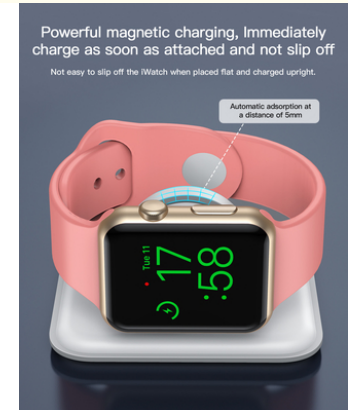 Powerful magnetic charging, Immediately
charge as soon as attached and not slip off
Not easy to slip off the iWatch when placed flat and charged upright.
Automatic adsorption at
a distance of 5mm
Tue 11
17
:58